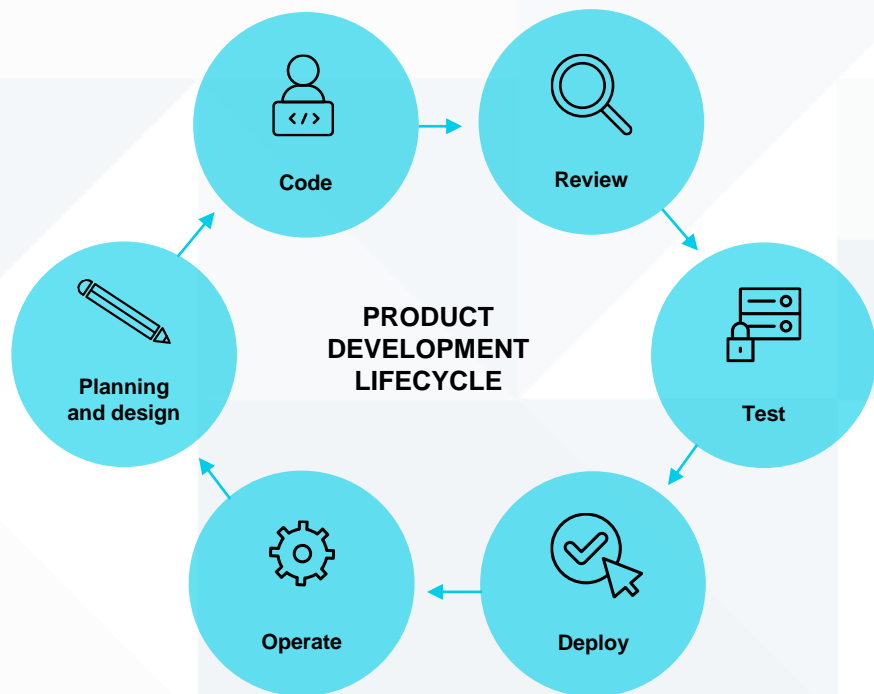 </>
Code
Review
PRODUCT
DEVELOPMENT
LIFECYCLE
Planning
and design
Test
Operate
Deploy